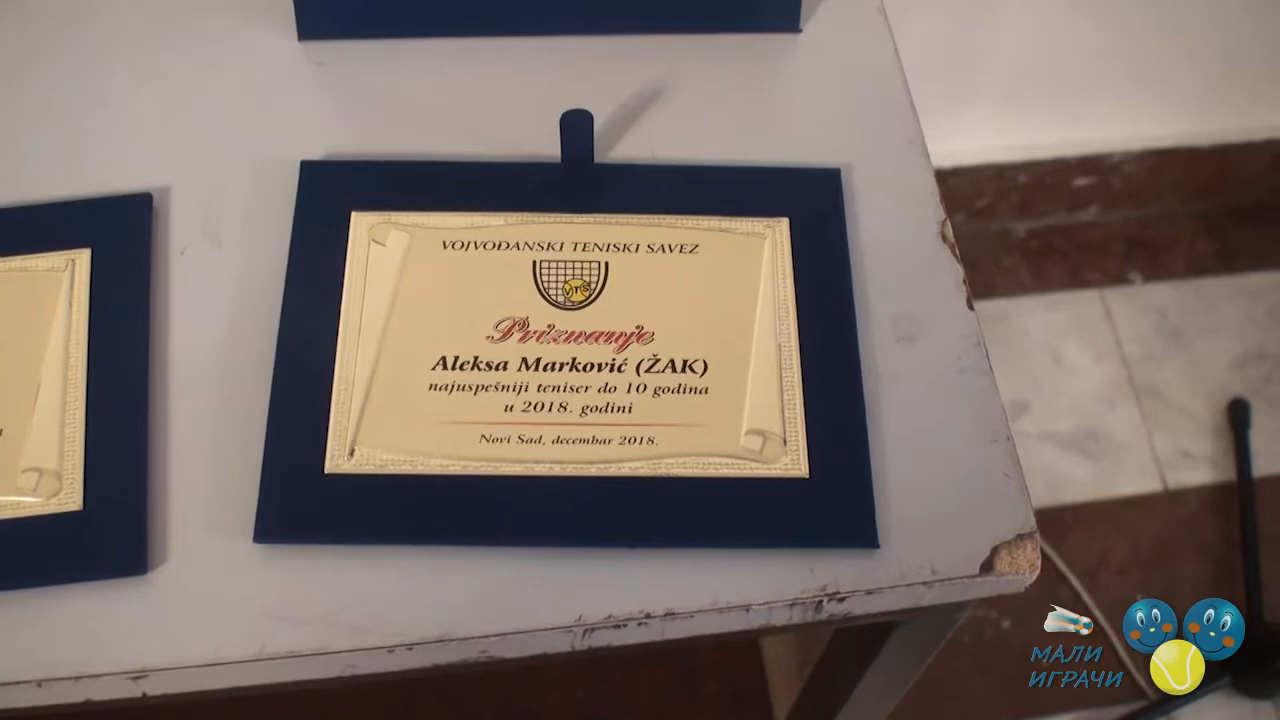 VOJVOĐANSKI TENISKI SAVEZ
VTS
Priznanje
Aleksa Marković (ŽAK)
najuspešniji teniser do 10 godina
u 2018. godini
Novi Sad, decembar 2018.
МАЛИ
ИГРАЧИ